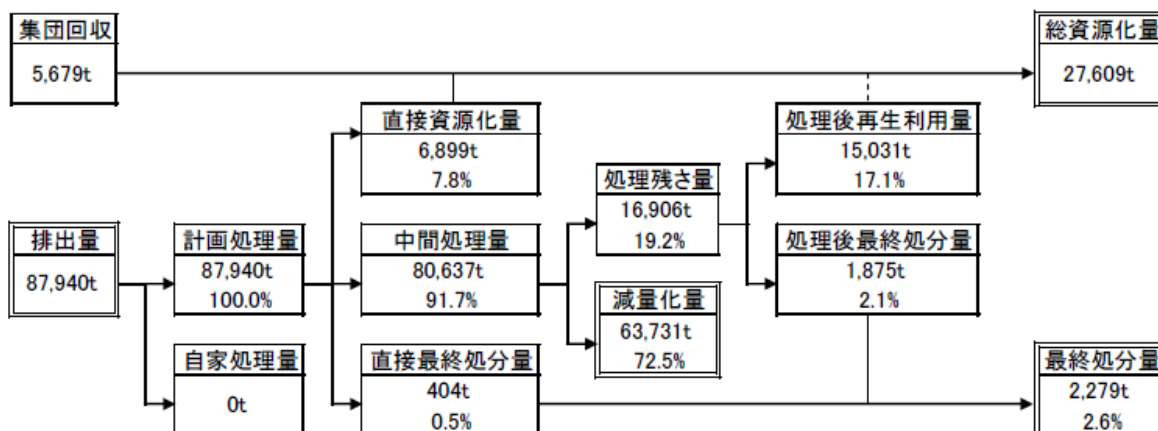 集団回収
5,679t
総資源化量
27,609t
直接資源化量
6,899t
7.8%
処理後再生利用量
15,031t
17.1%
処理残さ量
16,906t
19.2%
排出量
87,940t
計画処理量
87,940t
100.0%
中間処理量
80,637t
91.7%
処理後最終処分量
1,875t
2.1%
減量化量
63,731t
72.5%
自家処理量
0t
直接最終処分量
404t
0.5%
最終処分量
2,279t
2.6%